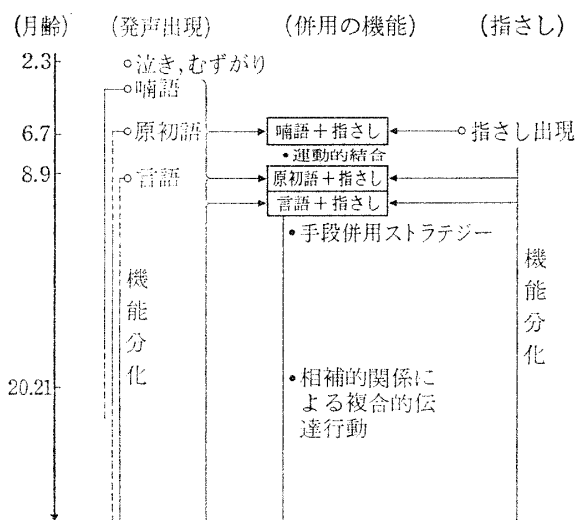 (月齢) (発声出現) (併用の機能) (指さし)
2.3 泣き,むずがり
喃語
6.7 原初語 喃語＋指さし 指さし出現
•運動的結合
8.9 言語 原初語＋指さし
言語＋指さし
•手段併用ストラテジー
機能分化
機能分化
20.21 •相補的関係に
よる複合的伝
達行動